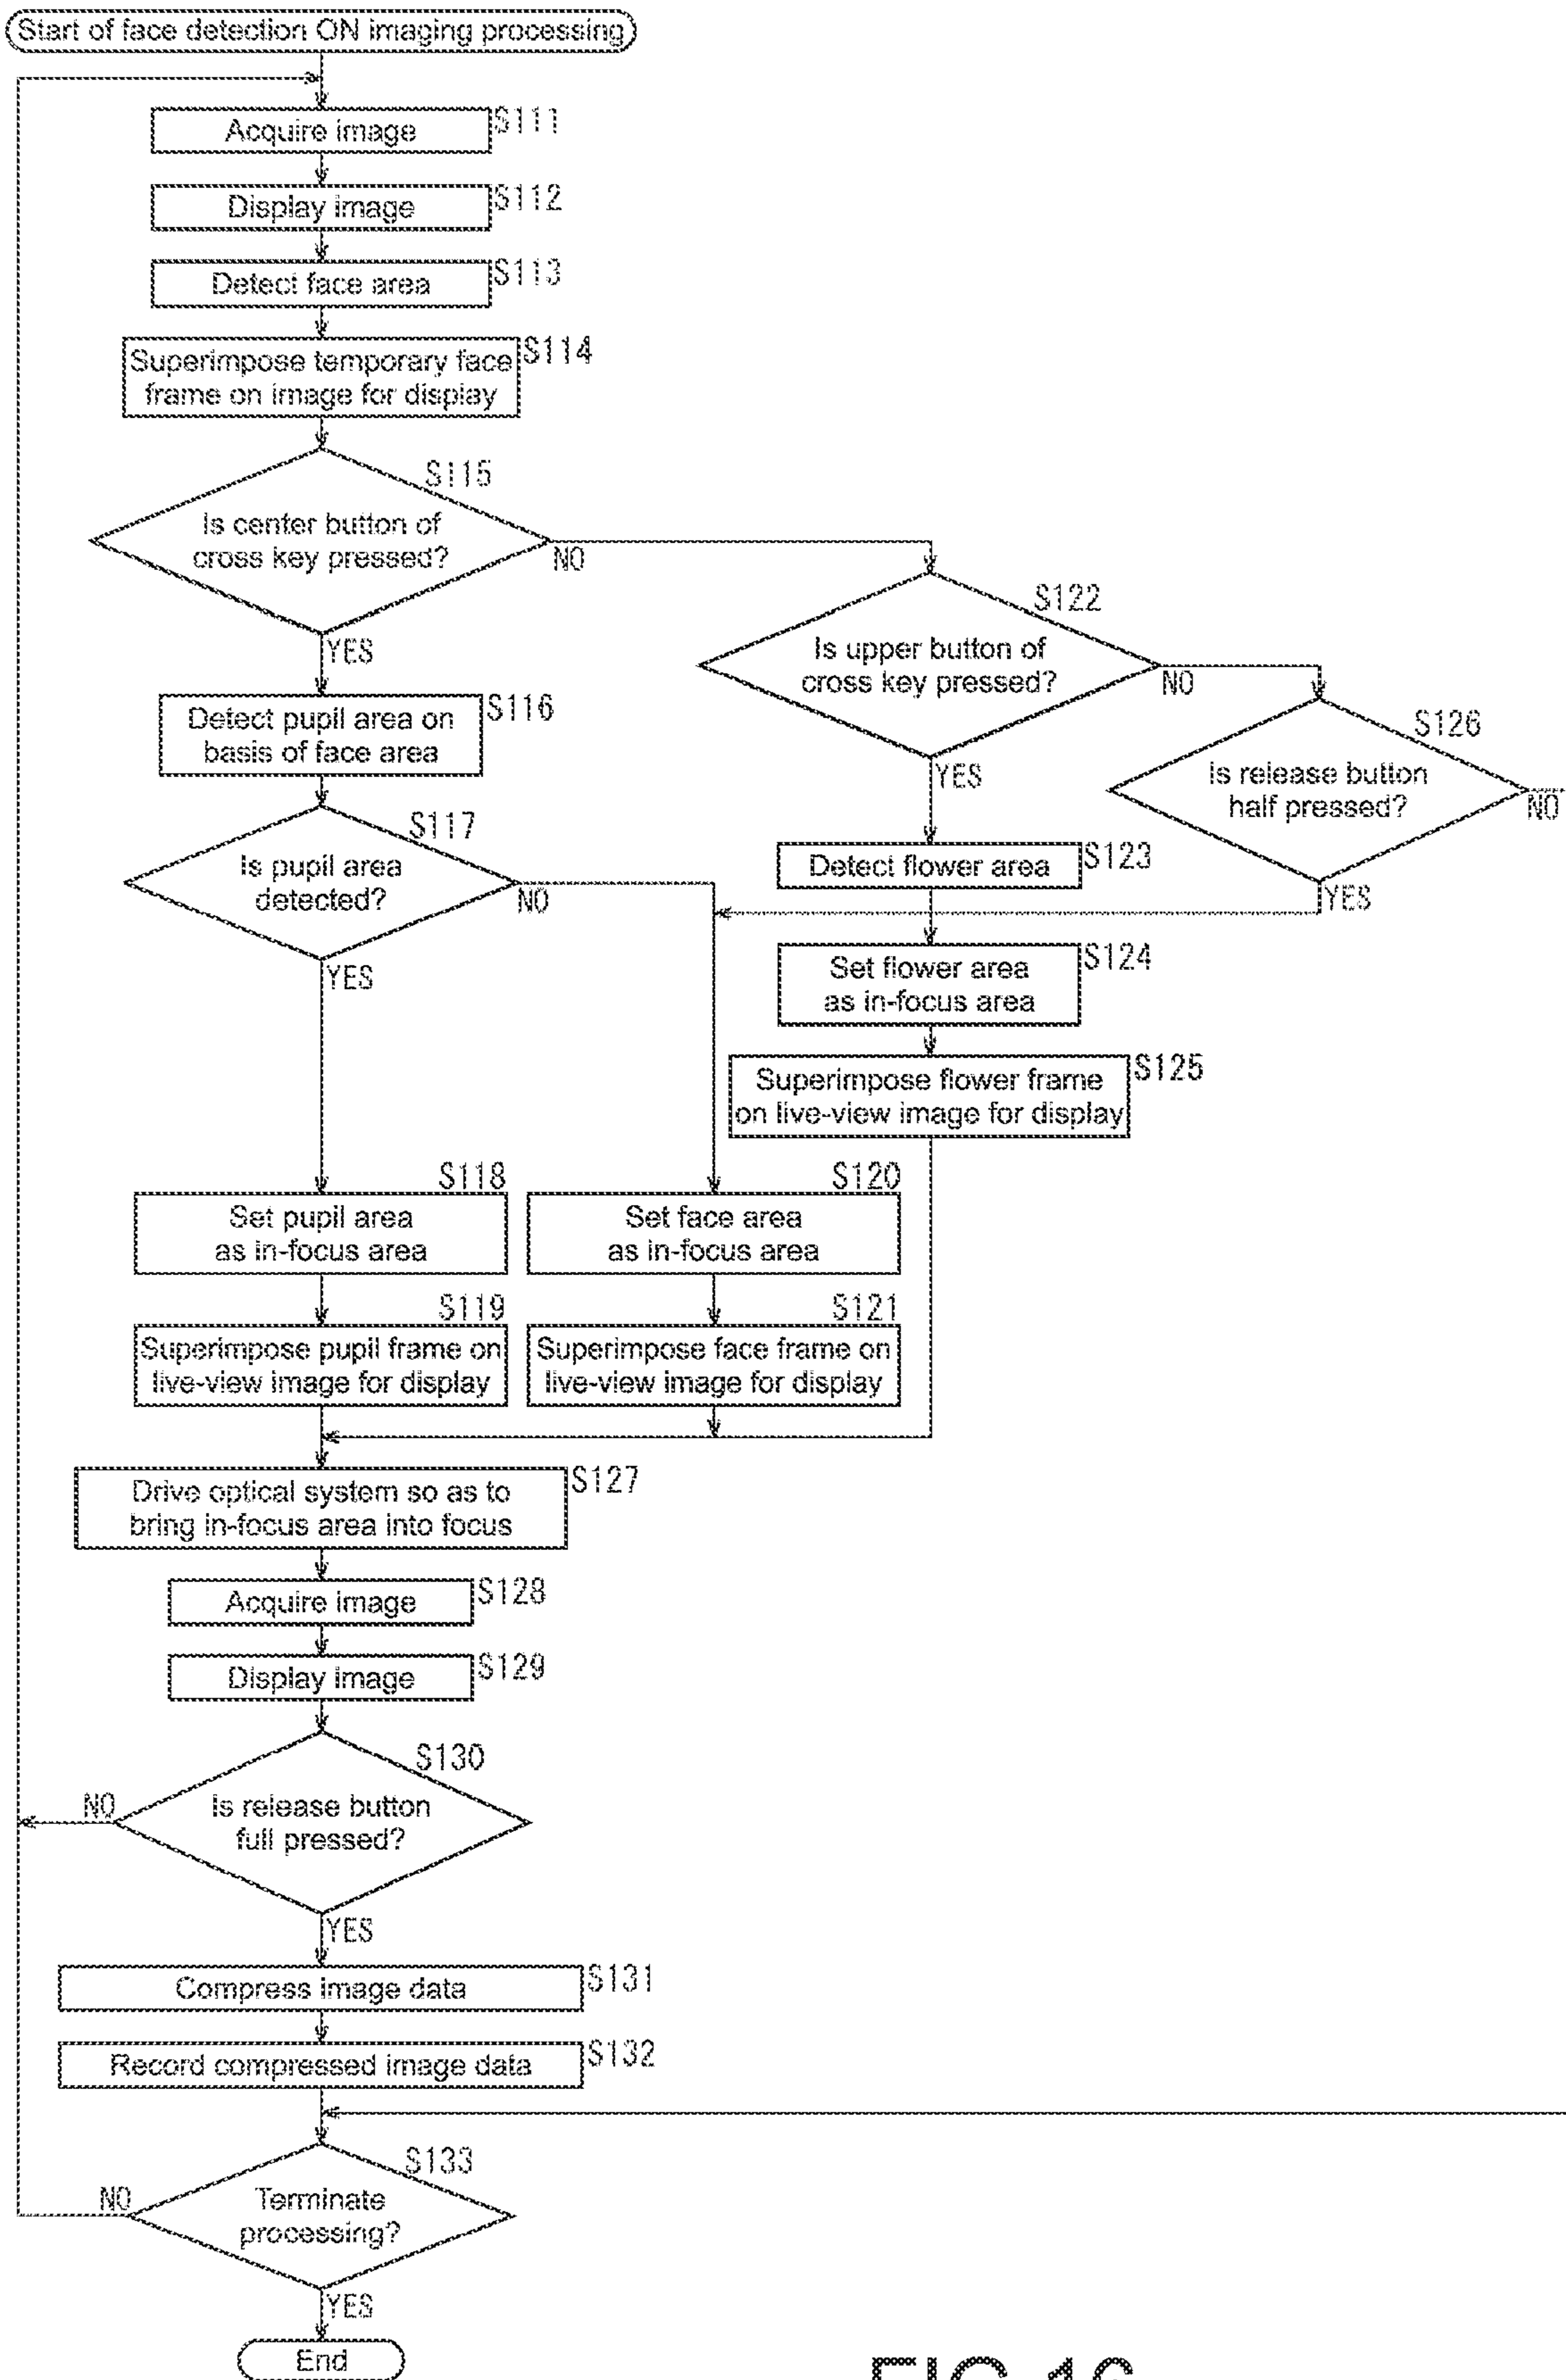 Start of face detection ON imaging processing
Acquire image
S111
Display image
S112
Detect face area
S113
Superimpose temporary face
frame on image for display
S114
S115
Is center button of
cross key pressed?
NO
YES
S122
Is upper button of
cross key pressed?
NO
YES
S126
Is release button
half pressed?
NO
YES
Detect pupil area on
basis of face area
S116
S117
Is pupil area
detected?
NO
YES
Detect flower area
S123
Set flower area
as in-focus area
S124
Superimpose flower frame
on live-view image for display
S125
S118
Set pupil area
as in-focus area
S120
Set face area
as in-focus area
S119
Superimpose pupil frame on
live-view image for display
S121
Superimpose face frame on
live-view image for display
Drive optical system so as to
bring in-focus area into focus
S127
Acquire image
S128
Display image
S129
S130
Is release button
full pressed?
NO
YES
Compress image data
S131
Record compressed image data
S132
S133
Terminate
processing?
NO
YES
End